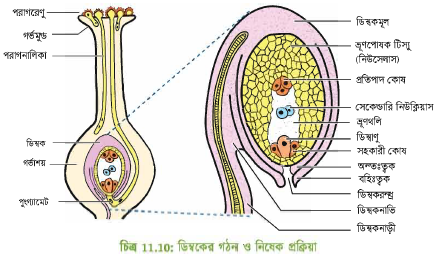 পরাগরেণু
গর্ভমুণ্ড
পরাগনালিকা
ডিম্বক
গর্ভাশয়
পুংগ্যামেট
ডিম্বকমূল
ভ্রূণপোষক টিস্যু
(নিউসেলাস)
প্রতিপাদ কোষ
সেকেন্ডারি নিউক্লিয়াস
ভ্রূণথলি
ডিম্বাণু
সহকারী কোষ
অন্তঃত্বক
বহিঃত্বক
ডিম্বকরন্ধ্র
ডিম্বকনাভি
ডিম্বকনাড়ী
চিত্র 11.10: ডিম্বকের গঠন ও নিষেক প্রক্রিয়া